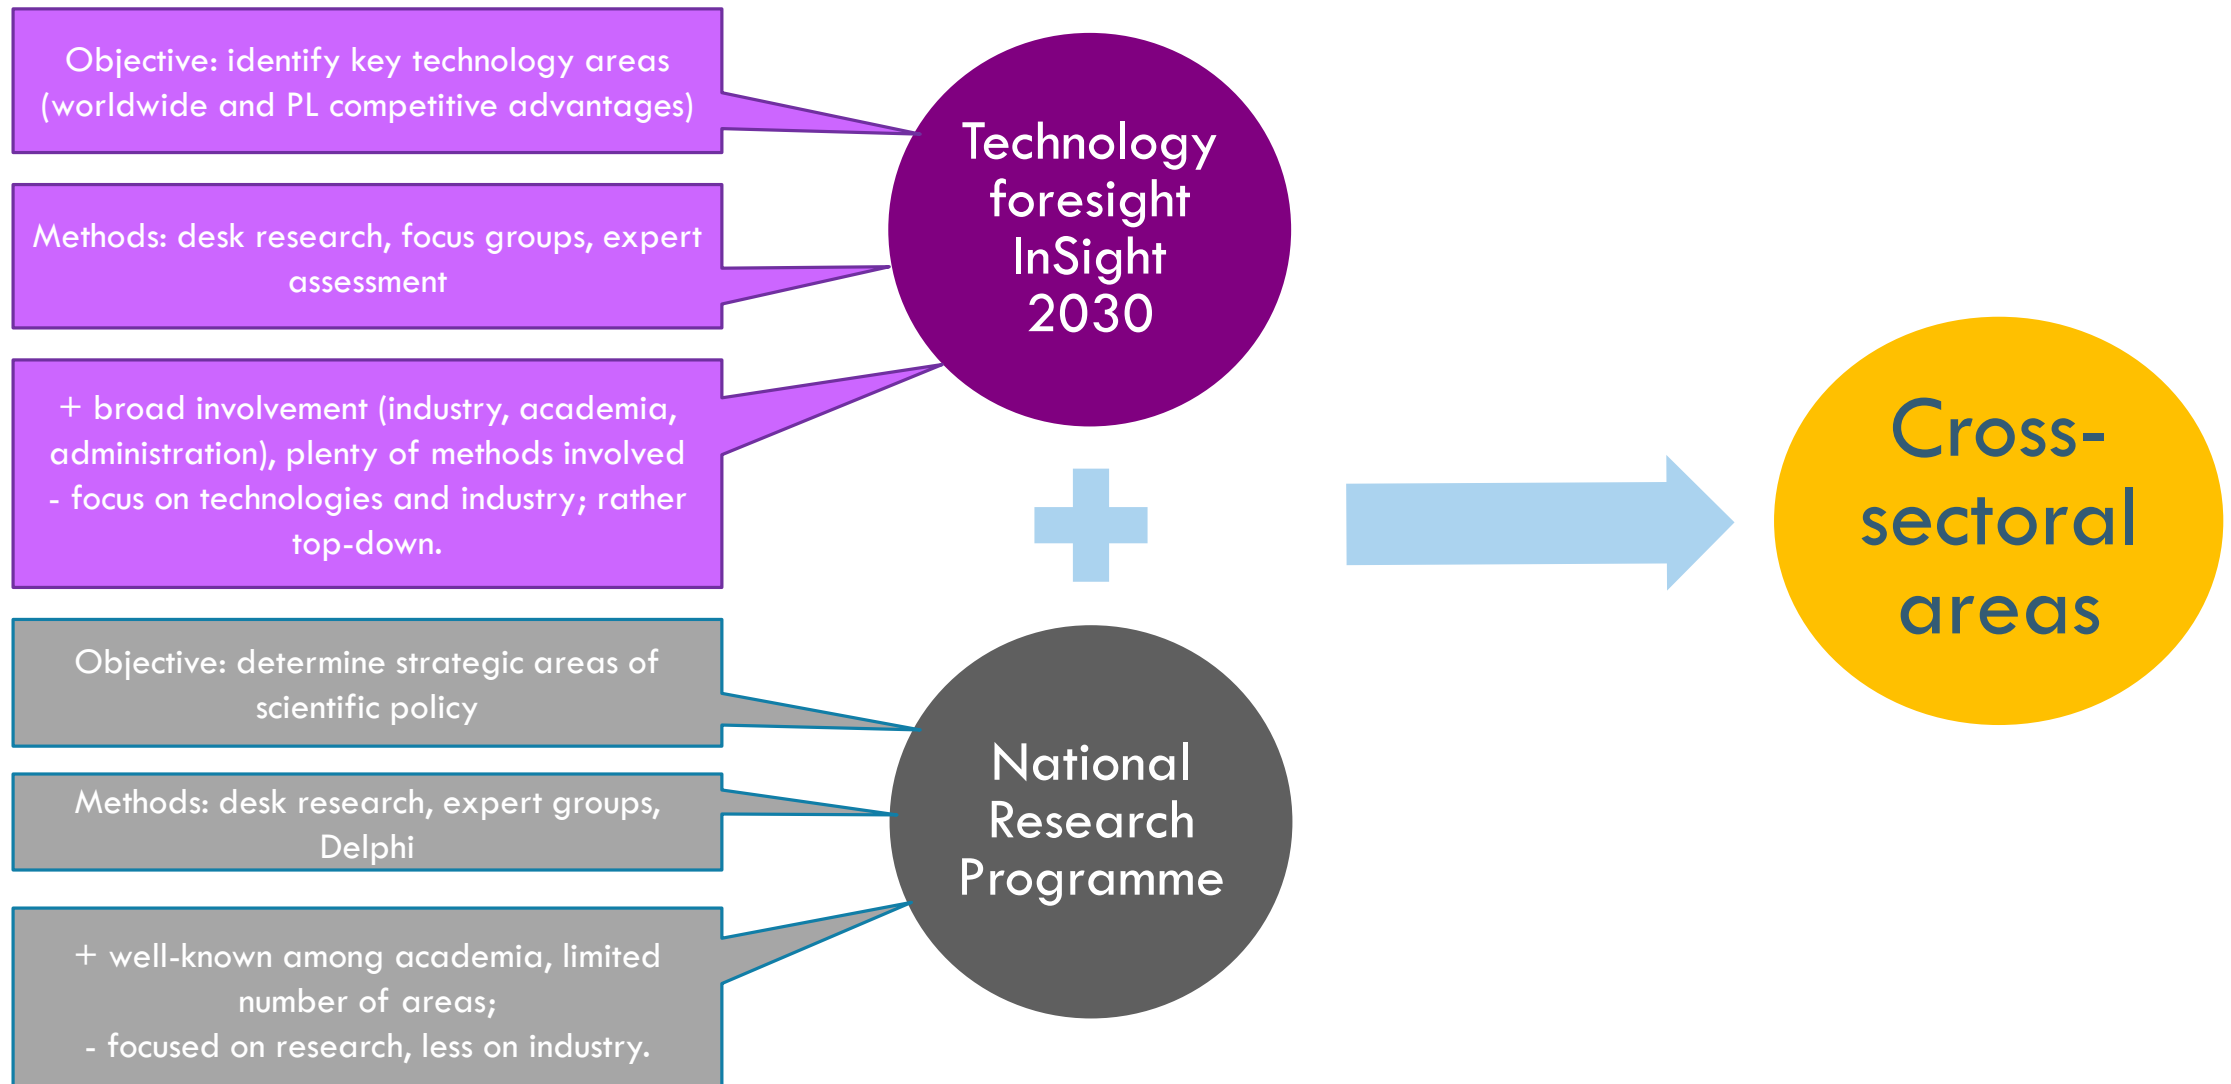 Objective: identify key technology areas
(worldwide and PL competitive advantages)
Methods: desk research, focus groups, expert
assessment
+ broad involvement (industry, academia,
administration), plenty of methods involved
- focus on technologies and industry; rather
top-down.
Technology
foresight
InSight
2030
Objective: determine strategic areas of
scientific policy
Methods: desk research, expert groups,
Delphi
+ well-known among academia, limited
number of areas;
- focused on research, less on industry.
National
Research
Programme
Cross-
sectoral
areas